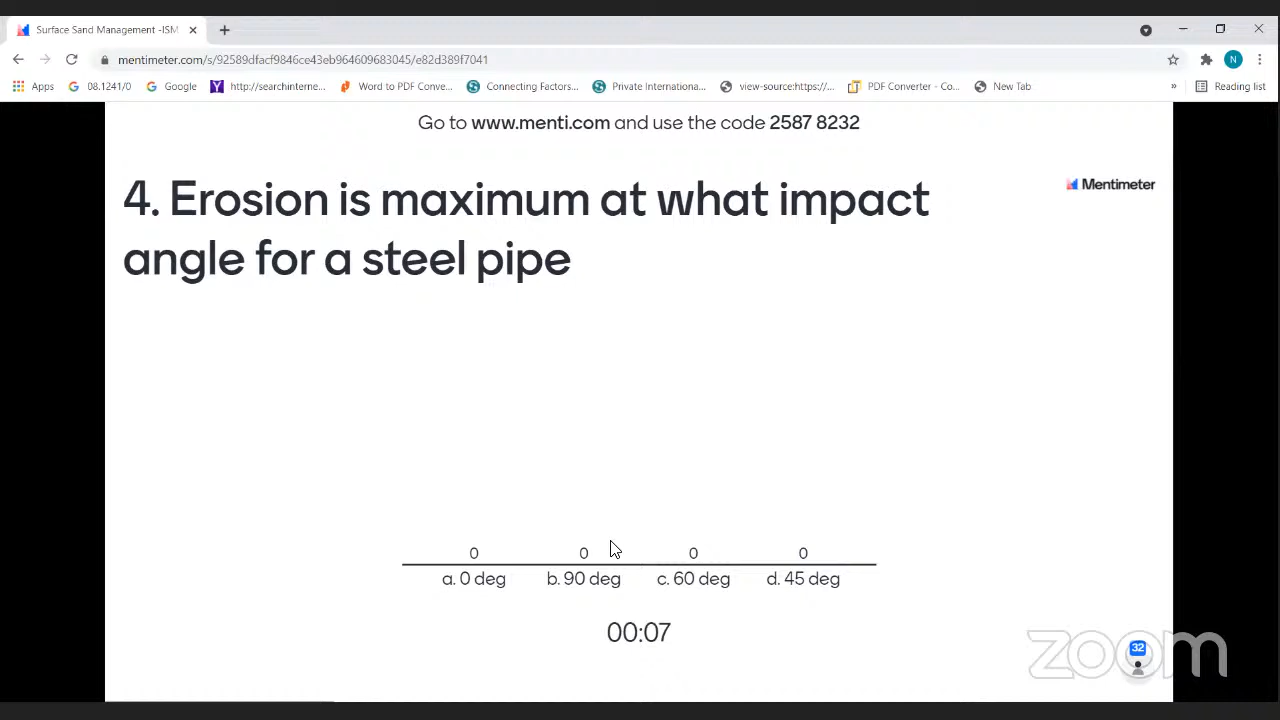 Surface Sand Management -ISM
mentimeter.com/s/92589dfacf9846ce43eb964609683045/e82d389f7041
N
Apps 08.1241/0 Google http://searchinterne... Word to PDF Conve... Connecting Factors... Private Internationa... view-source:https://... PDF Converter - Co... New Tab » Reading list
Go to www.menti.com and use the code 2587 8232
4. Erosion is maximum at what impact
angle for a steel pipe
Mentimeter
0 0 0 0
a. 0 deg b. 90 deg c. 60 deg d. 45 deg
00:07
zoom
32